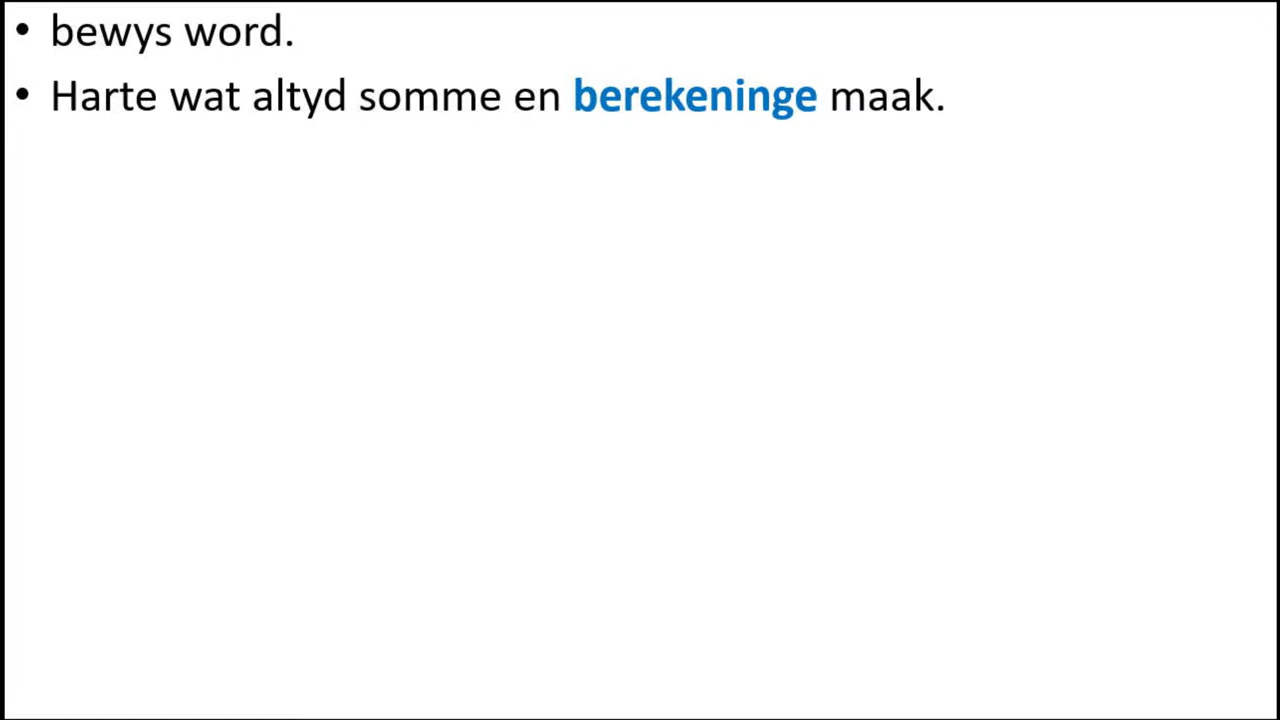 • bewys word.
• Harte wat altyd somme en berekeninge maak.